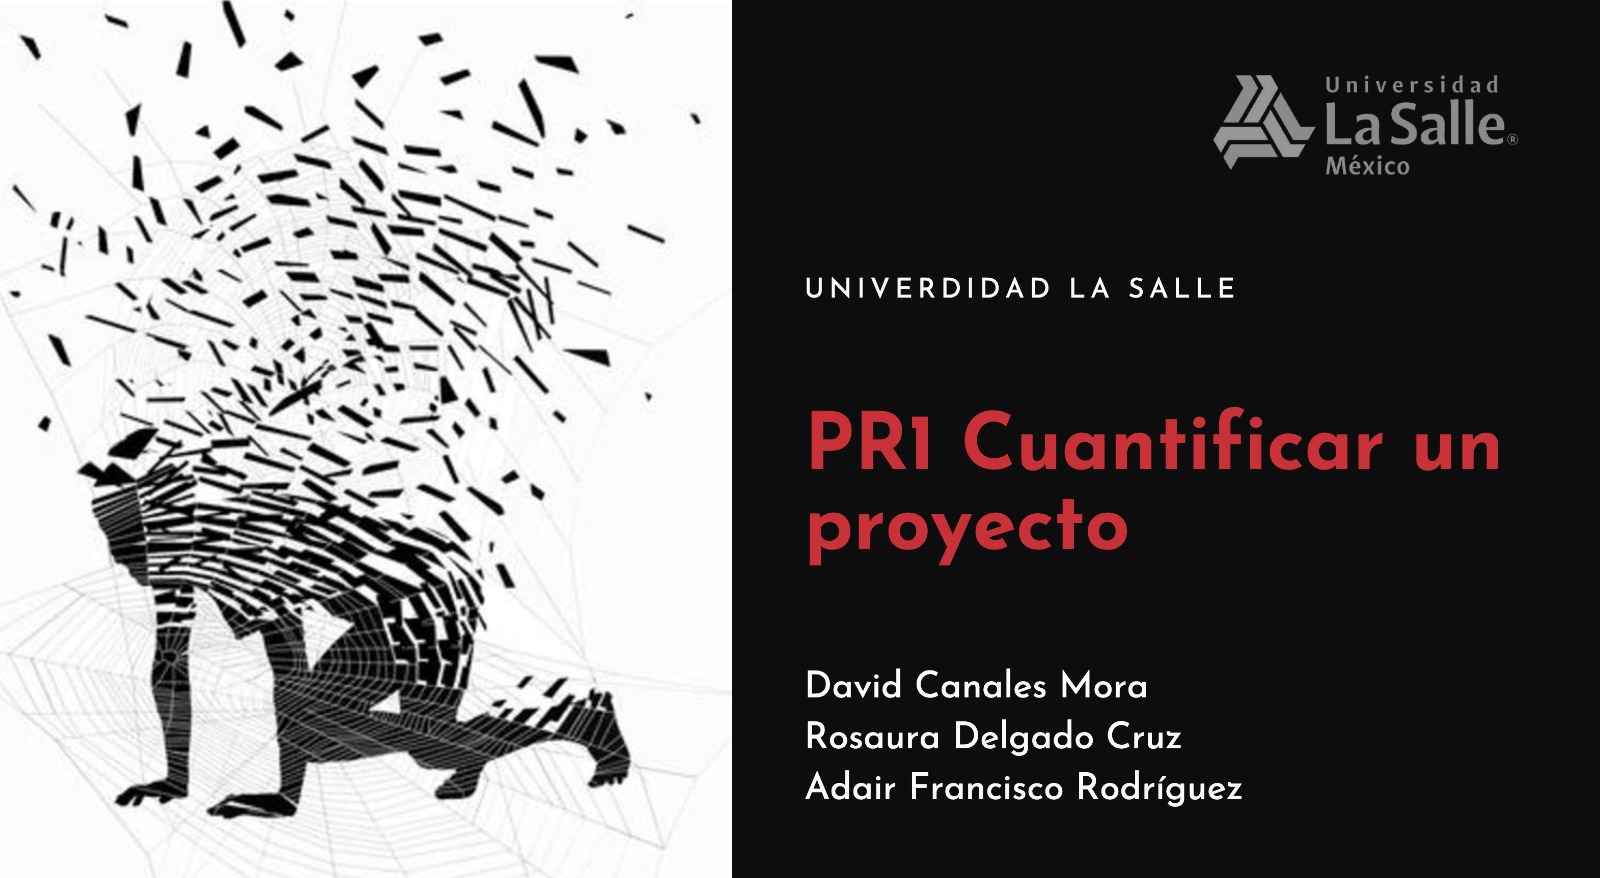 Universidad
La Salle®
México
UNIVERDIDAD LA SALLE
PR1 Cuantificar un
proyecto
David Canales Mora
Rosaura Delgado Cruz
Adair Francisco Rodríguez